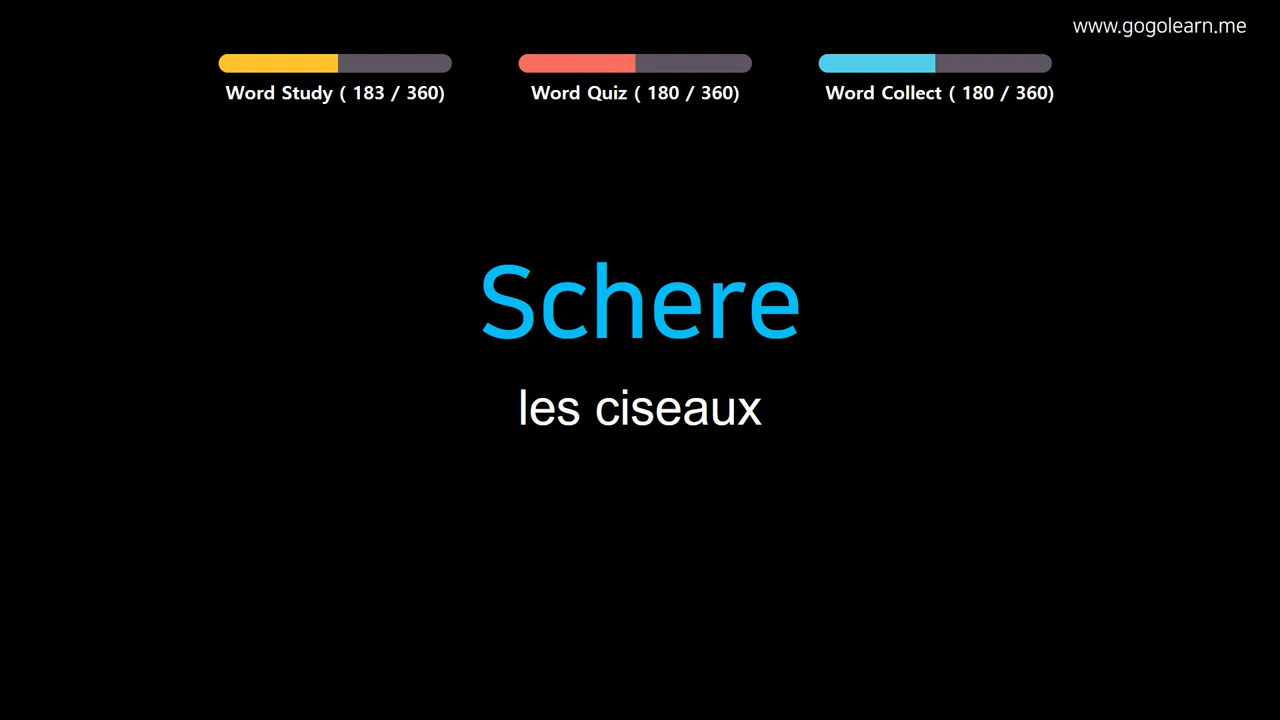 www.gogolearn.me
Word Study ( 183 / 360)
Word Quiz ( 180 / 360)
Word Collect ( 180 / 360)
Schere
les ciseaux